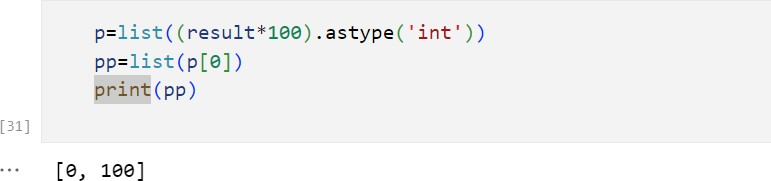 p=list((result*100).astype('int'))
pp=list(p[0])
print(pp)
[31]
... [0, 100]